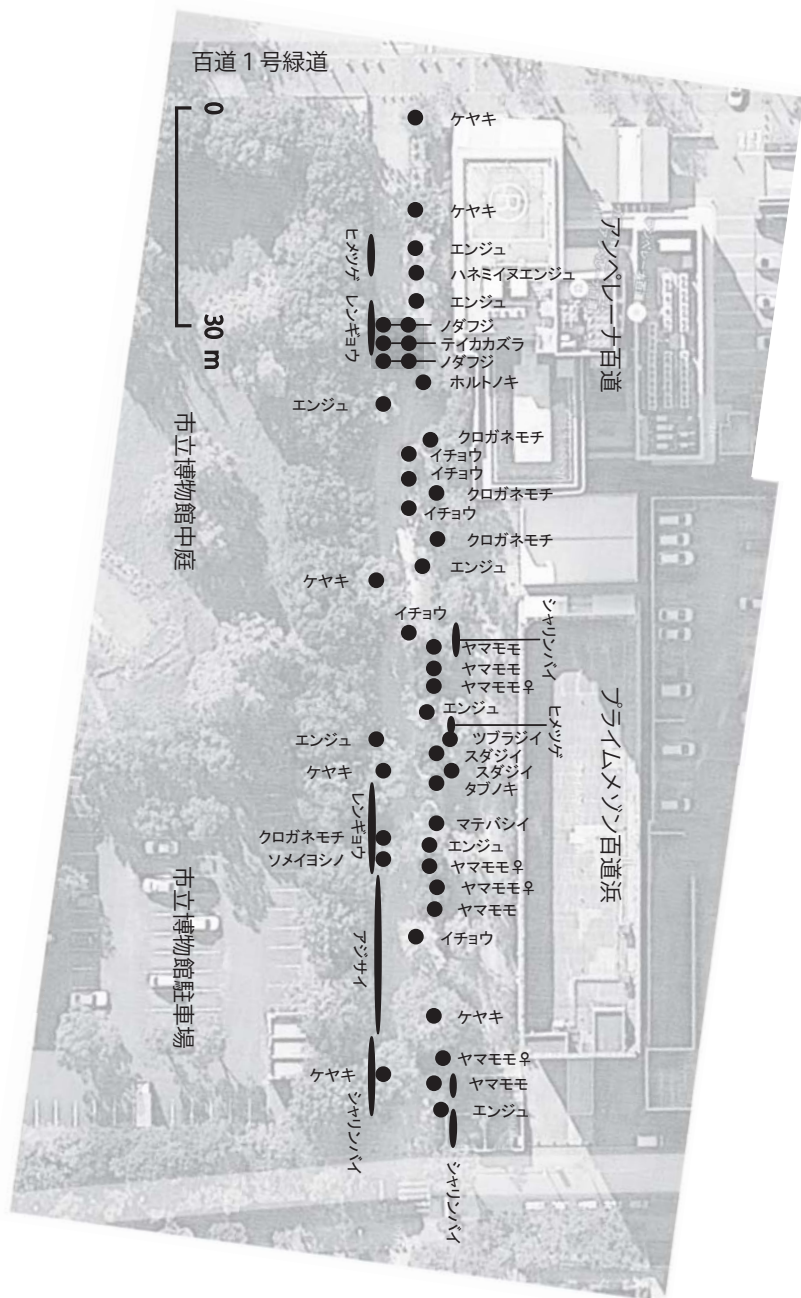 百道1号緑道
0
30 m
ケヤキ
ケヤキ
エンジュ
ハネミイヌエンジュ
エンジュ
ノダフジ
テイカカズラ
ノダフジ
ホルトノキ
エンジュ
クロガネモチ
イチョウ
イチョウ
クロガネモチ
イチョウ
クロガネモチ
エンジュ
ケヤキ
イチョウ
ヤマモモ
ヤマモモ
ヤマモモ♀
エンジュ
エンジュ
ツブラジイ
スダジイ
ケヤキ
スダジイ
タブノキ
マテバシイ
クロガネモチ
エンジュ
ソメイヨシノ
ヤマモモ♀
ヤマモモ♀
ヤマモモ
イチョウ
ケヤキ
ヤマモモ♀
ケヤキ
ヤマモモ
エンジュ
ヒメツゲ
レンギョウ
シャリンバイ
ヒメツゲ
レンギョウ
アジサイ
シャリンバイ
シャリンバイ
アンペレーナ百道
プライムメゾン百道浜
市立博物館中庭
市立博物館駐車場